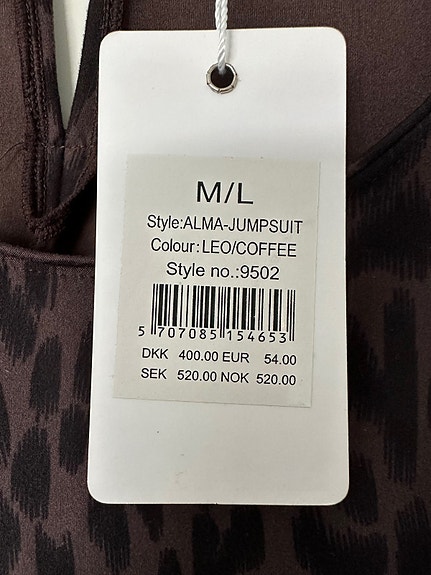 M/L
Style:ALMA-JUMPSUIT
Colour:LEO/COFFEE
Style no.:9502
5 707085 154653
DKK 400.00 EUR 54.00
SEK 520.00 NOK 520.00